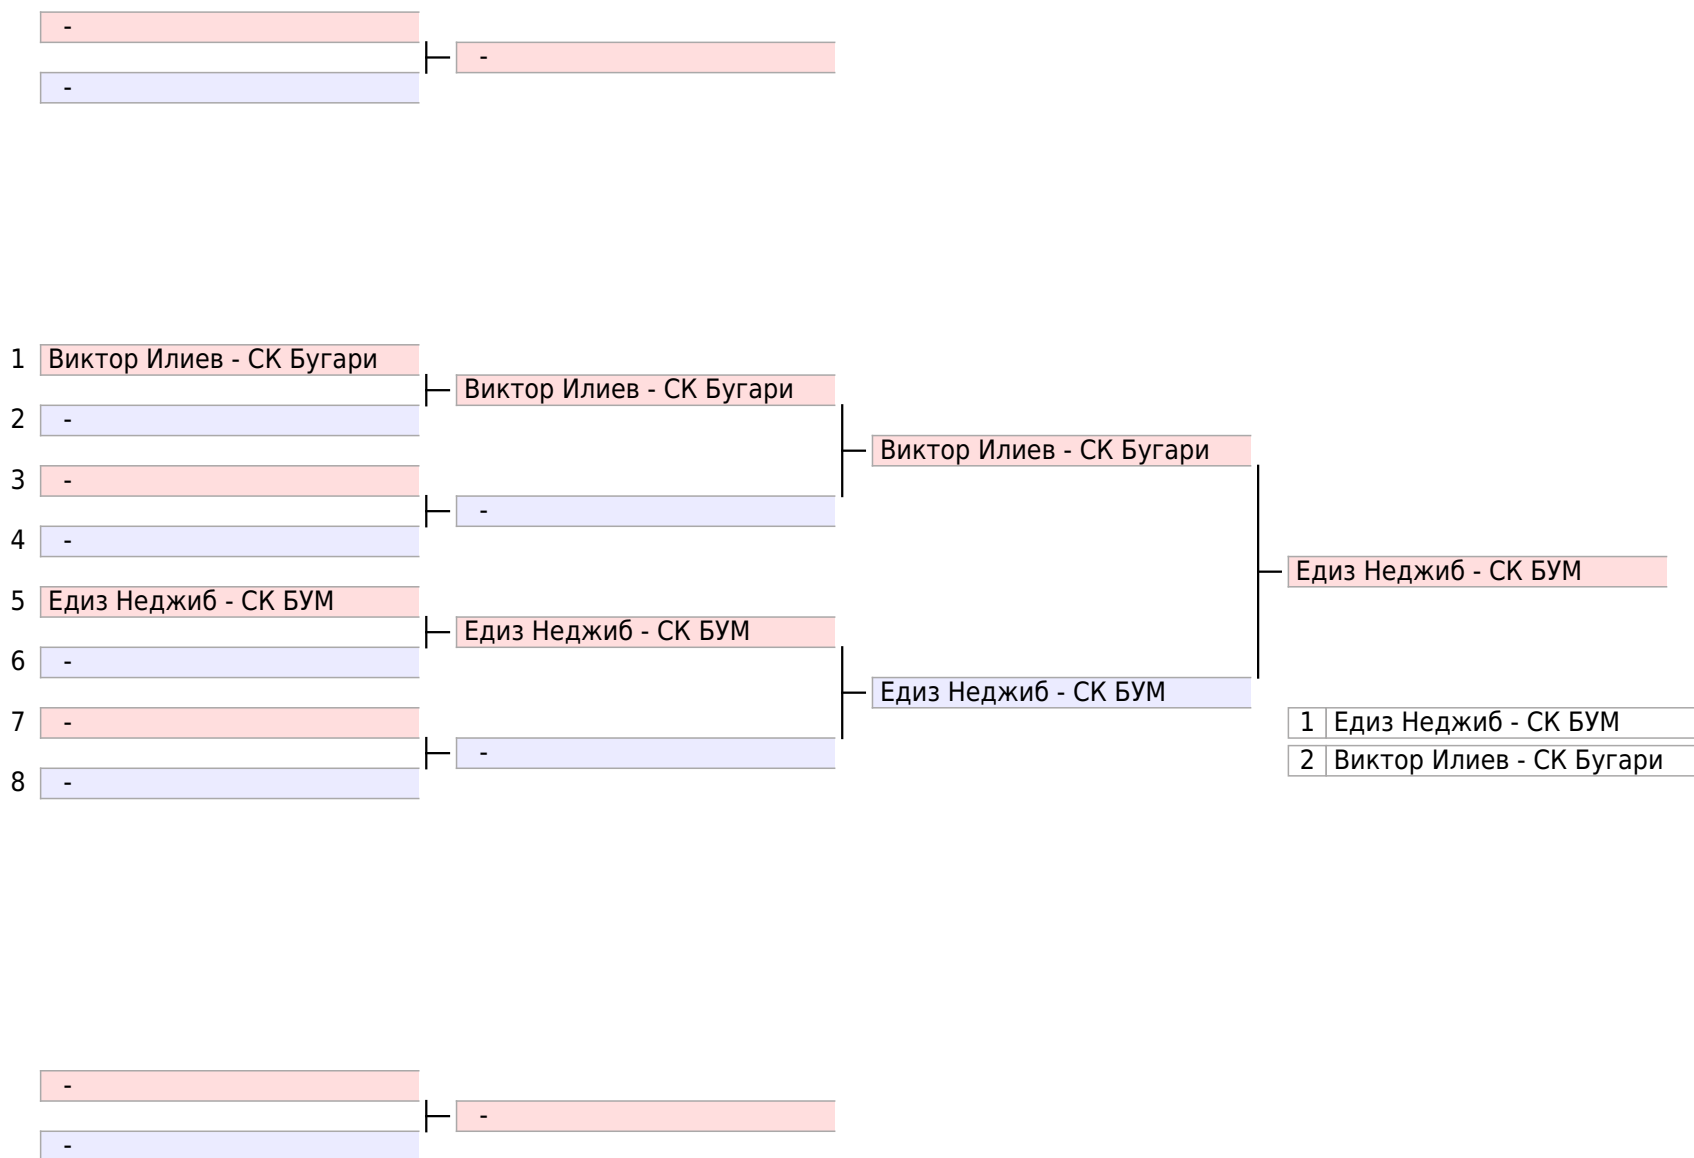 -
-
-
1 Виктор Илиев - СК Бугари
Виктор Илиев - СК Бугари
2 -
Виктор Илиев - СК Бугари
3 -
-
4 -
Едиз Неджиб - СК БУМ
5 Едиз Неджиб - СК БУМ
Едиз Неджиб - СК БУМ
6 -
Едиз Неджиб - СК БУМ
7 -
1 Едиз Неджиб - СК БУМ
-
2 Виктор Илиев - СК Бугари
8 -
-
-
-